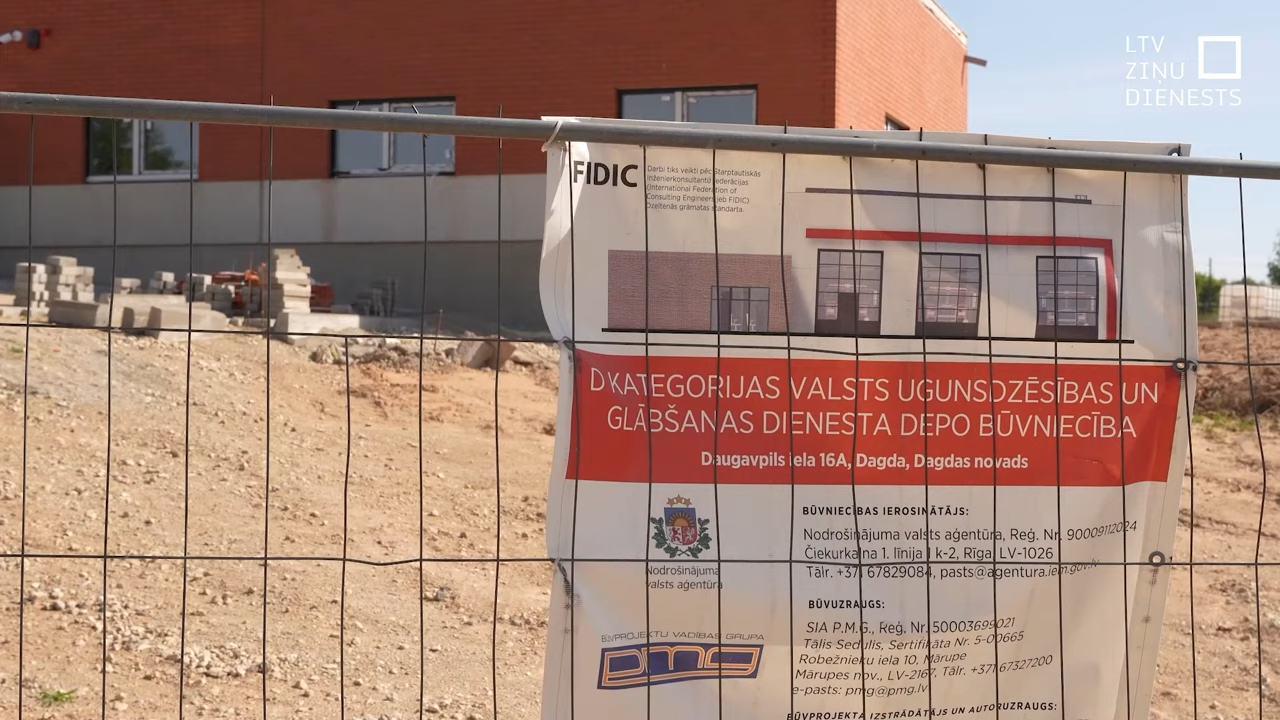 LTV
ZIŅU
DIENESTS
FIDIC
Darbi tiks veikti pēc Starptautiskās
Inženierkonsultantu federācijas
(International Federation of
Consulting Engineers jeb FIDIC)
Dzeltenās grāmatas standarta.
D KATEGORIJAS VALSTS UGUNSDZĒSĪBAS UN
GLĀBŠANAS DIENESTA DEPO BŪVNIECĪBA
Daugavpils iela 16A, Dagda, Dagdas novads
Nodrošinājuma
valsts aģentūra
BŪVNIECĪBAS IEROSINĀTĀJS:
Nodrošinājuma valsts aģentūra, Reģ. Nr. 90009112024
Čiekurkalna 1. līnija 1 k-2, Rīga, LV-1026
Tālr. +371 67829084, pasts@agentura.iem.gov.lv
BŪVUZRAUGS:
SIA P.M.G., Reģ. Nr. 50003699021
Tālis Sedulis, Sertifikāta Nr. 5-00665
Robežnieku iela 10, Mārupe
Mārupes nov., LV-2167, Tālr. +371 67327200
e-pasts: pmg@pmg.lv
BŪVPROJEKTU VADĪBAS GRUPA
pmg
BŪVPROJEKTA IZSTRĀDĀTĀJS UN AUTORUZRAUGS: